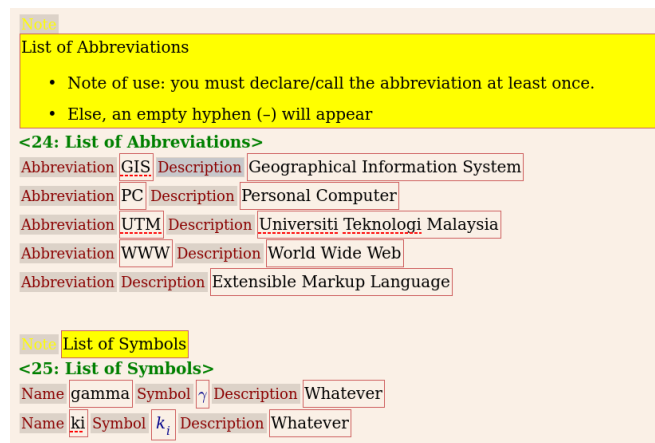 Note
List of Abbreviations
• Note of use: you must declare/call the abbreviation at least once.
• Else, an empty hyphen (–) will appear
<24: List of Abbreviations>
Abbreviation GIS Description Geographical Information System
Abbreviation PC Description Personal Computer
Abbreviation UTM Description Universiti Teknologi Malaysia
Abbreviation WWW Description World Wide Web
Abbreviation Description Extensible Markup Language
Note List of Symbols
<25: List of Symbols>
Name gamma Symbol γ Description Whatever
Name ki Symbol k_i Description Whatever